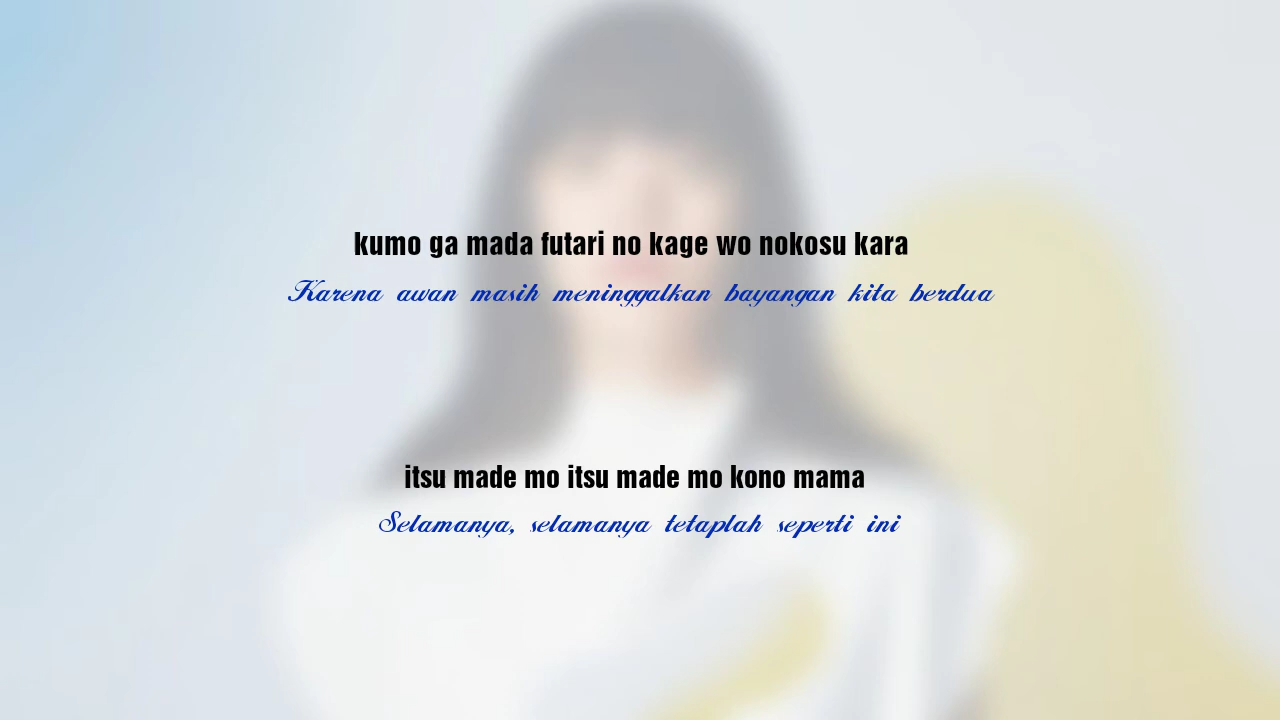 kumo ga mada futari no kage wo nokosu kara
Karena awan masih meninggalkan bayangan kita berdua
itsu made mo itsu made mo kono mama
Selamanya, selamanya tetaplah seperti ini